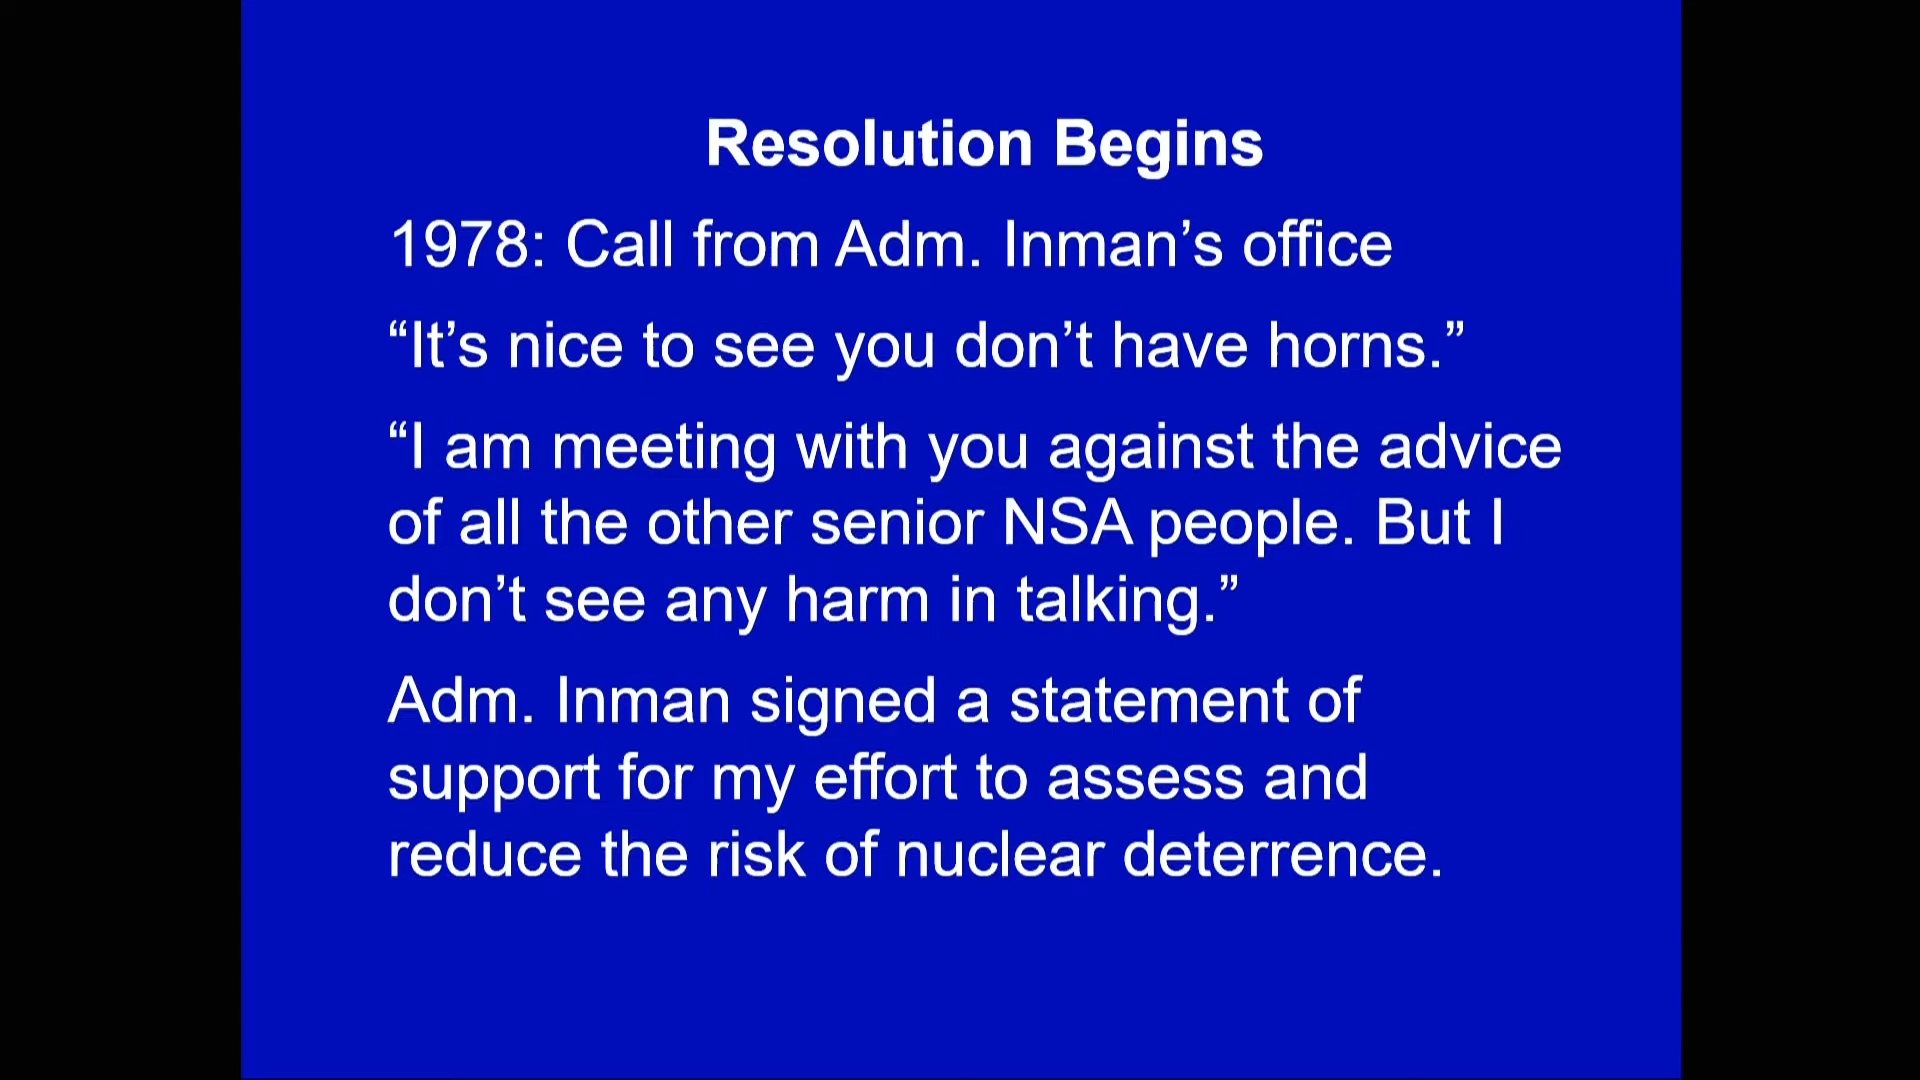 Resolution Begins
1978: Call from Adm. Inman’s office
“It’s nice to see you don’t have horns.”
“I am meeting with you against the advice
of all the other senior NSA people. But I
don’t see any harm in talking.”
Adm. Inman signed a statement of
support for my effort to assess and
reduce the risk of nuclear deterrence.